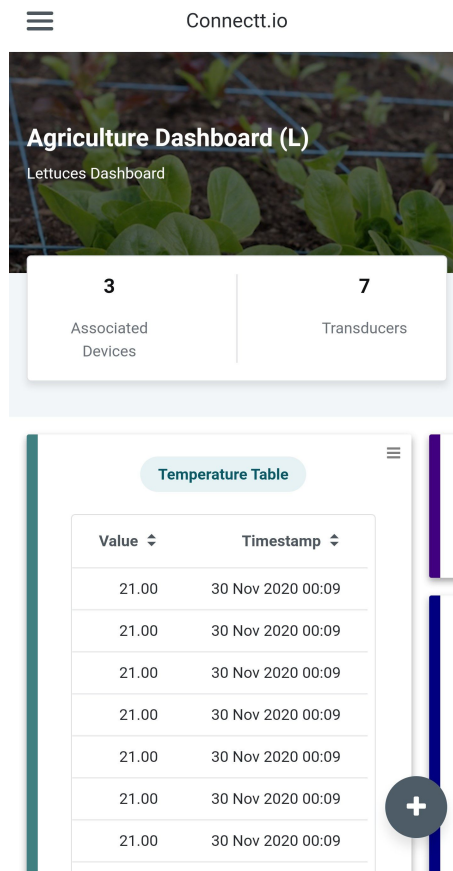 Connectt.io
Agriculture Dashboard (L)
Lettuces Dashboard
3
Associated
Devices
7
Transducers
Temperature Table
Value Timestamp
21.00 30 Nov 2020 00:09
21.00 30 Nov 2020 00:09
21.00 30 Nov 2020 00:09
21.00 30 Nov 2020 00:09
21.00 30 Nov 2020 00:09
21.00 30 Nov 2020 00:09
21.00 30 Nov 2020 00:09